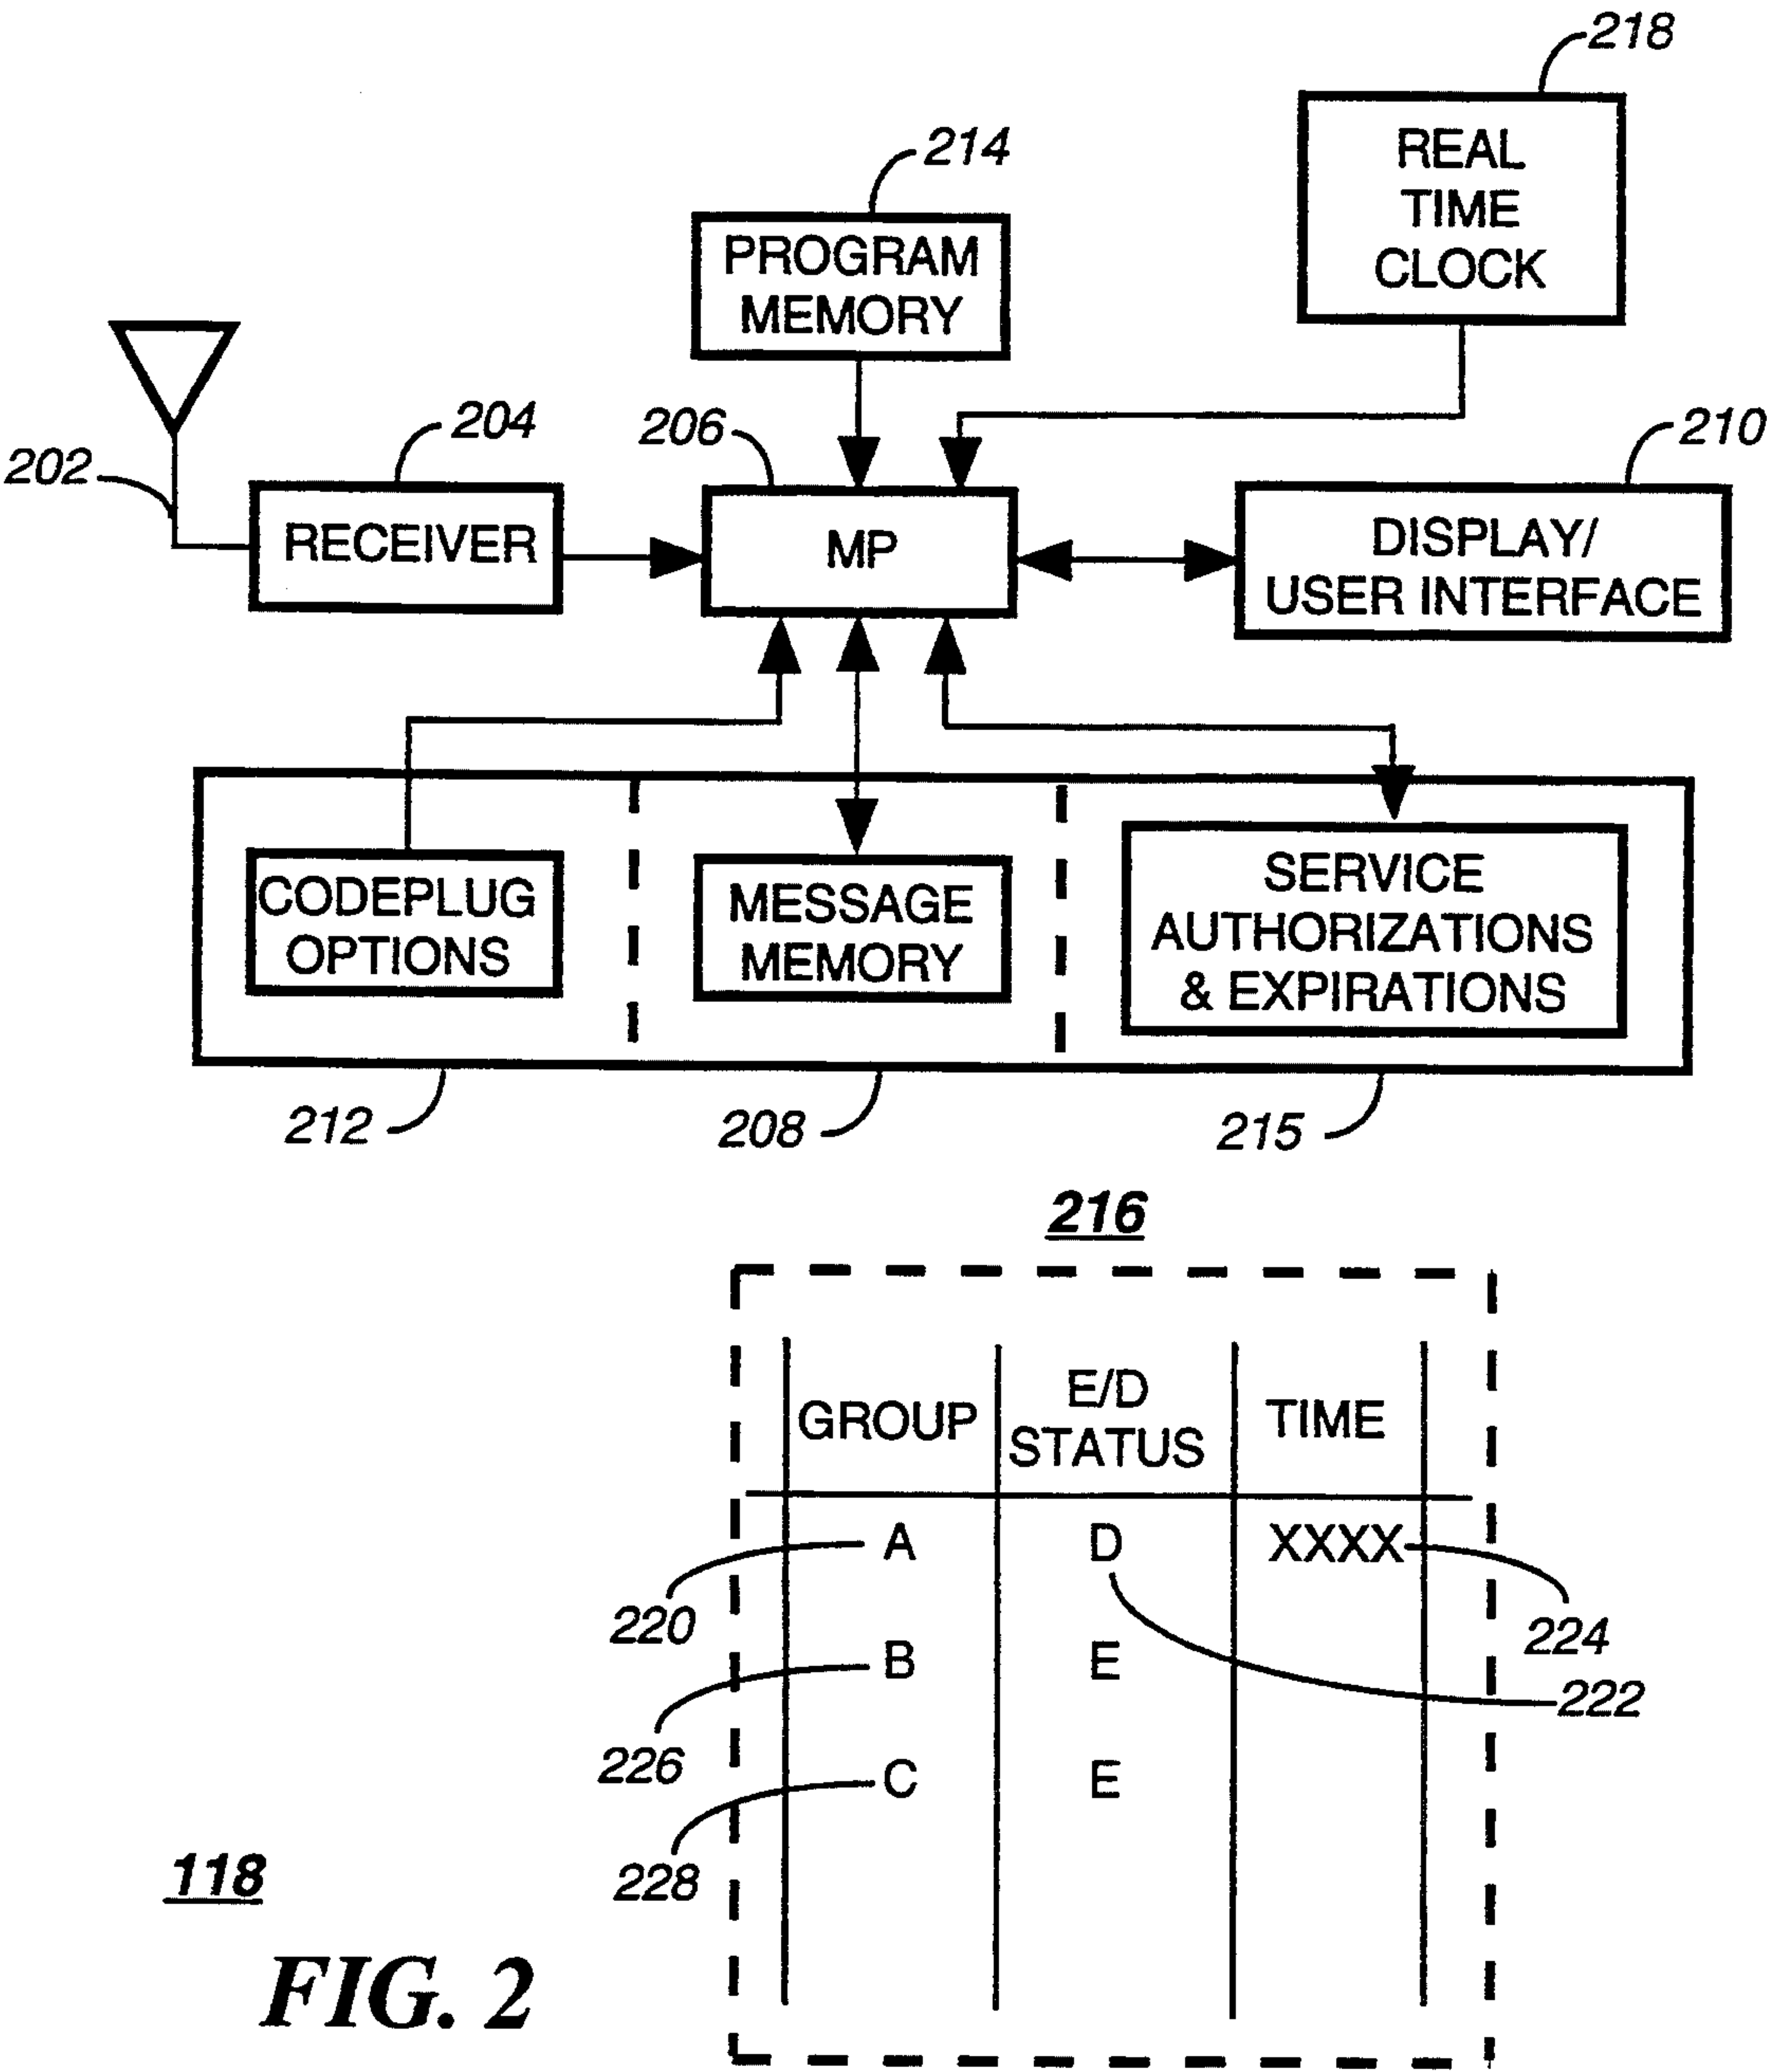 218
REAL
TIME
CLOCK
214
PROGRAM
MEMORY
202
204
RECEIVER
206
MP
210
DISPLAY/
USER INTERFACE
CODEPLUG
OPTIONS
MESSAGE
MEMORY
SERVICE
AUTHORIZATIONS
& EXPIRATIONS
212
208
215
216
GROUP
E/D
STATUS
TIME
A
D
XXXX
220
224
B
E
222
226
C
E
228
118
FIG. 2